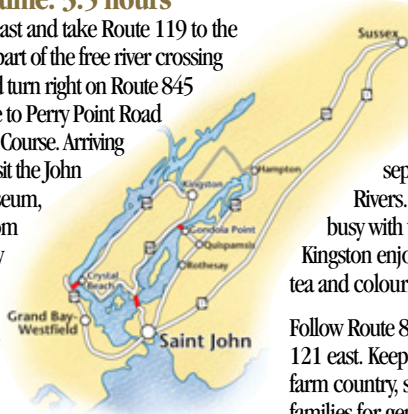 time: 3.5 hours
ast and take Route 119 to the
part of the free river crossing
d turn right on Route 845
e to Perry Point Road
Course. Arriving
sit the John
seum,
om
y
Sussex
Hampton
Kingston
Gondola Point
Quispamsis
Rothesay
Crystal
Beach
Grand Bay-
Westfield
Saint John
sep
Rivers.
busy with
Kingston enjo
tea and colour
Follow Route 8
121 east. Keep
farm country, s
families for ge